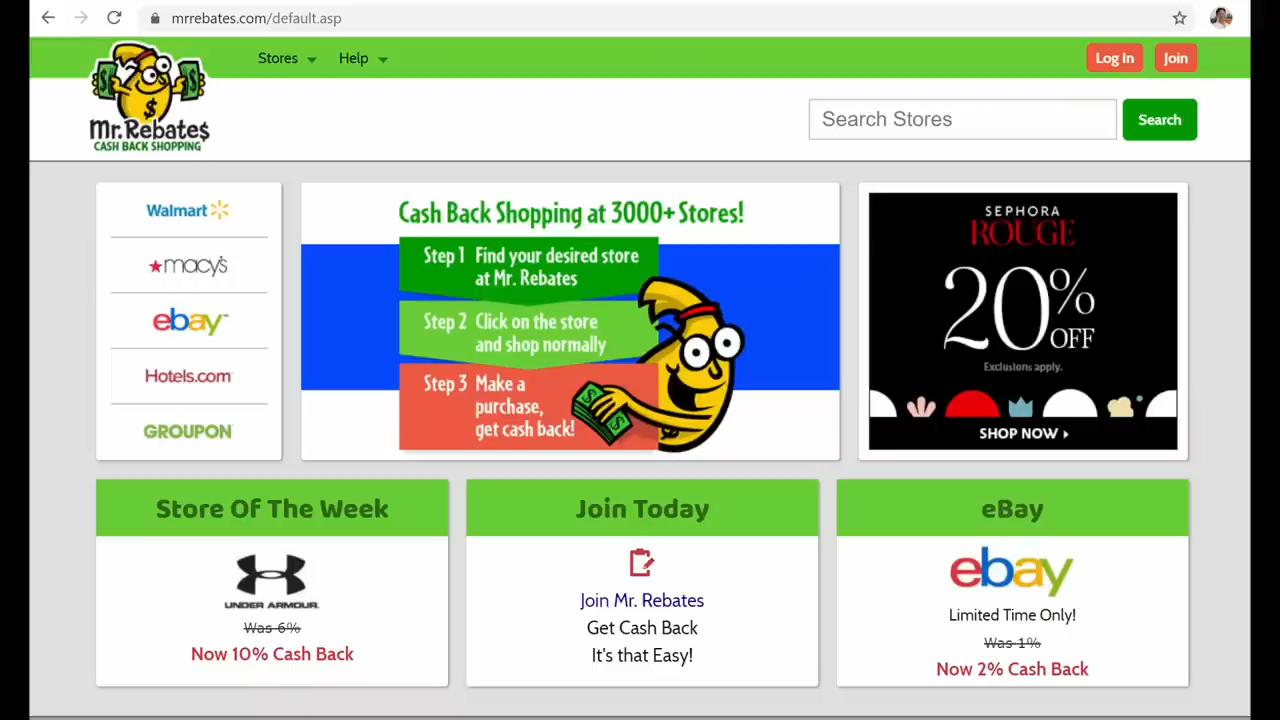 mrrebates.com/default.asp
Stores
Help
Log In
Join
Mr.Rebate$
CASH BACK SHOPPING
Search Stores
Search
Walmart
macy's
ebay
Hotels.com
GROUPON
Cash Back Shopping at 3000+ Stores!
Step 1 Find your desired store
at Mr. Rebates
Step 2 Click on the store
and shop normally
Step 3 Make a
purchase,
get cash back!
SEPHORA
ROUGE
20% OFF
Exclusions apply.
SHOP NOW
Store Of The Week
UNDER ARMOUR
Was 6%
Now 10% Cash Back
Join Today
Join Mr. Rebates
Get Cash Back
It's that Easy!
eBay
ebay
Limited Time Only!
Was 1%
Now 2% Cash Back